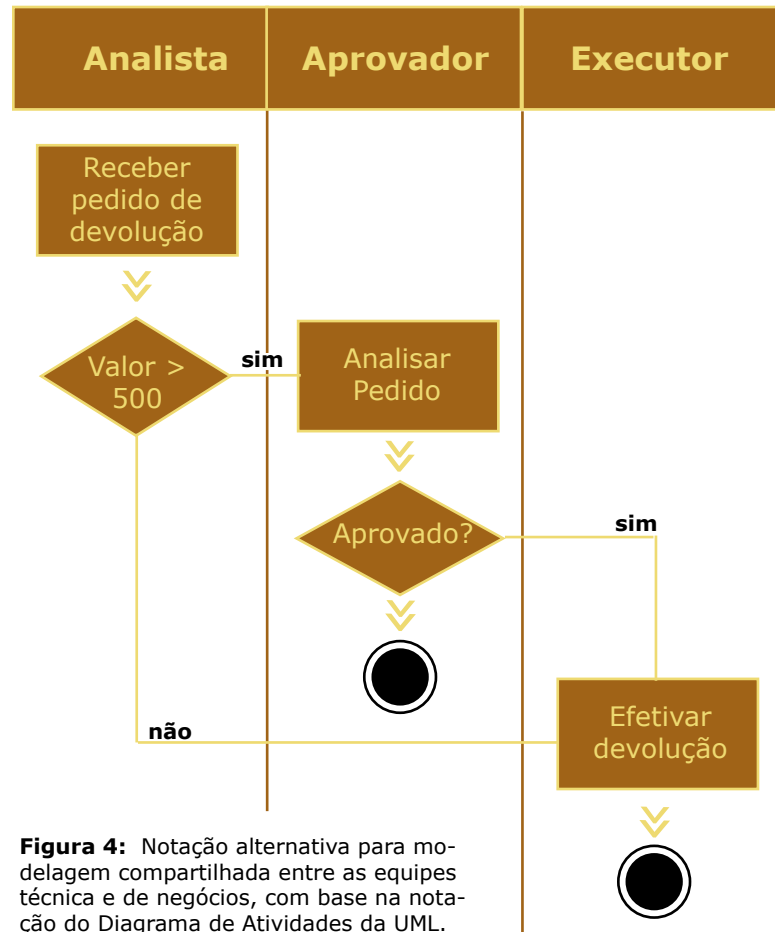 Analista
Aprovador
Executor
Receber
pedido de
devolução
Valor >
500
sim
Analisar
Pedido
Aprovado?
sim
não
Efetivar
devolução
Figura 4: Notação alternativa para mo-
delagem compartilhada entre as equipes
técnica e de negócios, com base na nota-
ção do Diagrama de Atividades da UML.